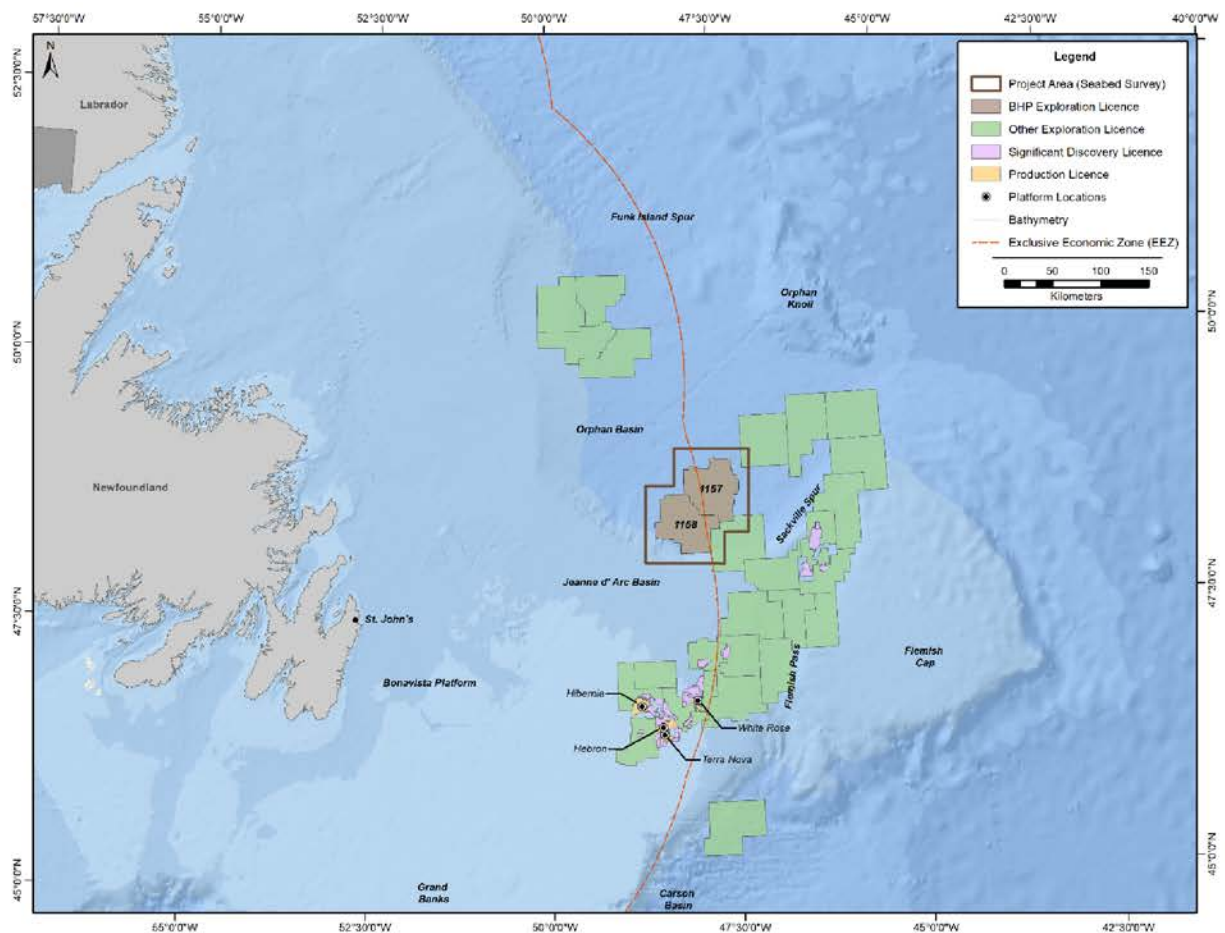 57°30'0"W
55°0'0"W
52°30'0"W
50°0'0"W
47°30'0"W
45°0'0"W
42°30'0"W
40°0'0"W
N
52°30'0"N
Labrador
Legend
Project Area (Seabed Survey)
BHP Exploration Licence
Other Exploration Licence
Significant Discovery Licence
Production Licence
Platform Locations
Bathymetry
Exclusive Economic Zone (EEZ)
0 50 100 150
Kilometers
Funk Island Spur
Orphan
Knoll
50°0'0"N
50°0'0"N
Orphan Basin
Newfoundland
1157
1158
Sackville Spur
Jeanne d' Arc Basin
47°30'0"N
47°30'0"N
St. John's
Flemish
Cap
Flemish Pass
Bonavista Platform
Hibernia
White Rose
Hebron
Terra Nova
45°0'0"N
45°0'0"N
Grand
Banks
Carson
Basin
55°0'0"W
52°30'0"W
50°0'0"W
47°30'0"W
45°0'0"W
42°30'0"W